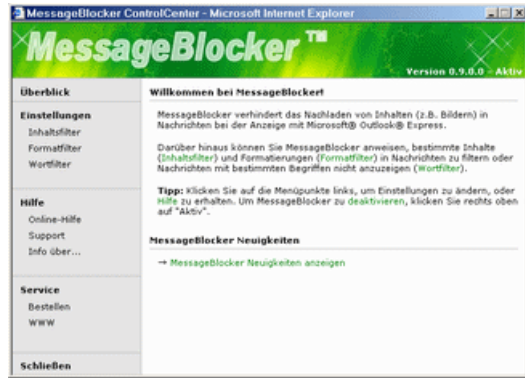 MessageBlocker ControlCenter - Microsoft Internet Explorer
MessageBlocker ™
Version 0.9.0.0 - Aktiv
Überblick
Einstellungen
Inhaltsfilter
Formatfilter
Wortfilter
Hilfe
Online-Hilfe
Support
Info über...
Service
Bestellen
WWW
Schließen
Willkommen bei MessageBlocker!
MessageBlocker verhindert das Nachladen von Inhalten (z.B. Bildern) in
Nachrichten bei der Anzeige mit Microsoft® Outlook® Express.
Darüber hinaus können Sie MessageBlocker anweisen, bestimmte Inhalte
(Inhaltsfilter) und Formatierungen (Formatfilter) in Nachrichten zu filtern oder
Nachrichten mit bestimmten Begriffen nicht anzuzeigen (Wortfilter).
Tipp: Klicken Sie auf die Menüpunkte links, um Einstellungen zu ändern, oder
Hilfe zu erhalten. Um MessageBlocker zu deaktivieren, klicken Sie rechts oben
auf "Aktiv".
MessageBlocker Neuigkeiten
→ MessageBlocker Neuigkeiten anzeigen